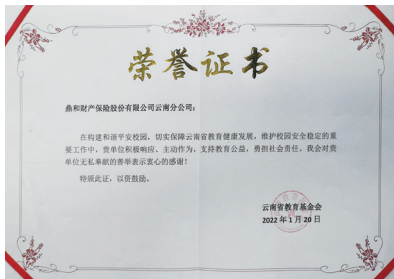 荣誉证书
鼎和财产保险股份有限公司云南分公司：
在构建和谐平安校园、切实保障云南省教育健康发展，维护校园安全稳定的重
要工作中，贵单位积极响应、主动作为，支持教育公益，勇担社会责任。我会对贵
单位无私奉献的善举表示衷心的感谢！
特颁此证，以资鼓励。
云南省教育基金会
2022 年 1 月 20 日